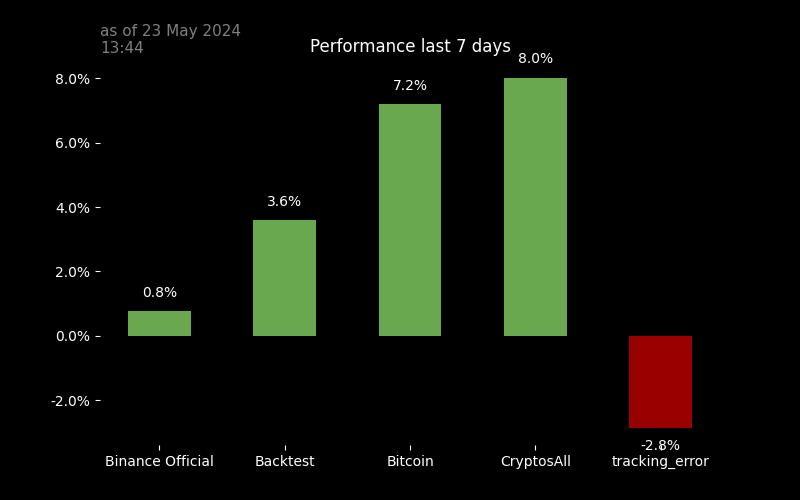 as of 23 May 2024
13:44
Performance last 7 days
8.0%
6.0%
4.0%
2.0%
0.0%
-2.0%
0.8%
3.6%
7.2%
8.0%
-2.8%
Binance Official
Backtest
Bitcoin
CryptosAll
tracking_error